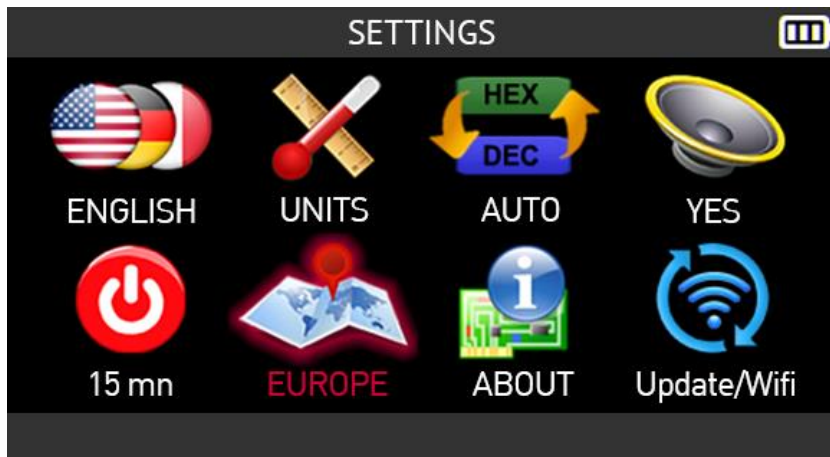 SETTINGS
HEX
DEC
ENGLISH UNITS AUTO YES
15 mn EUROPE ABOUT Update/Wifi